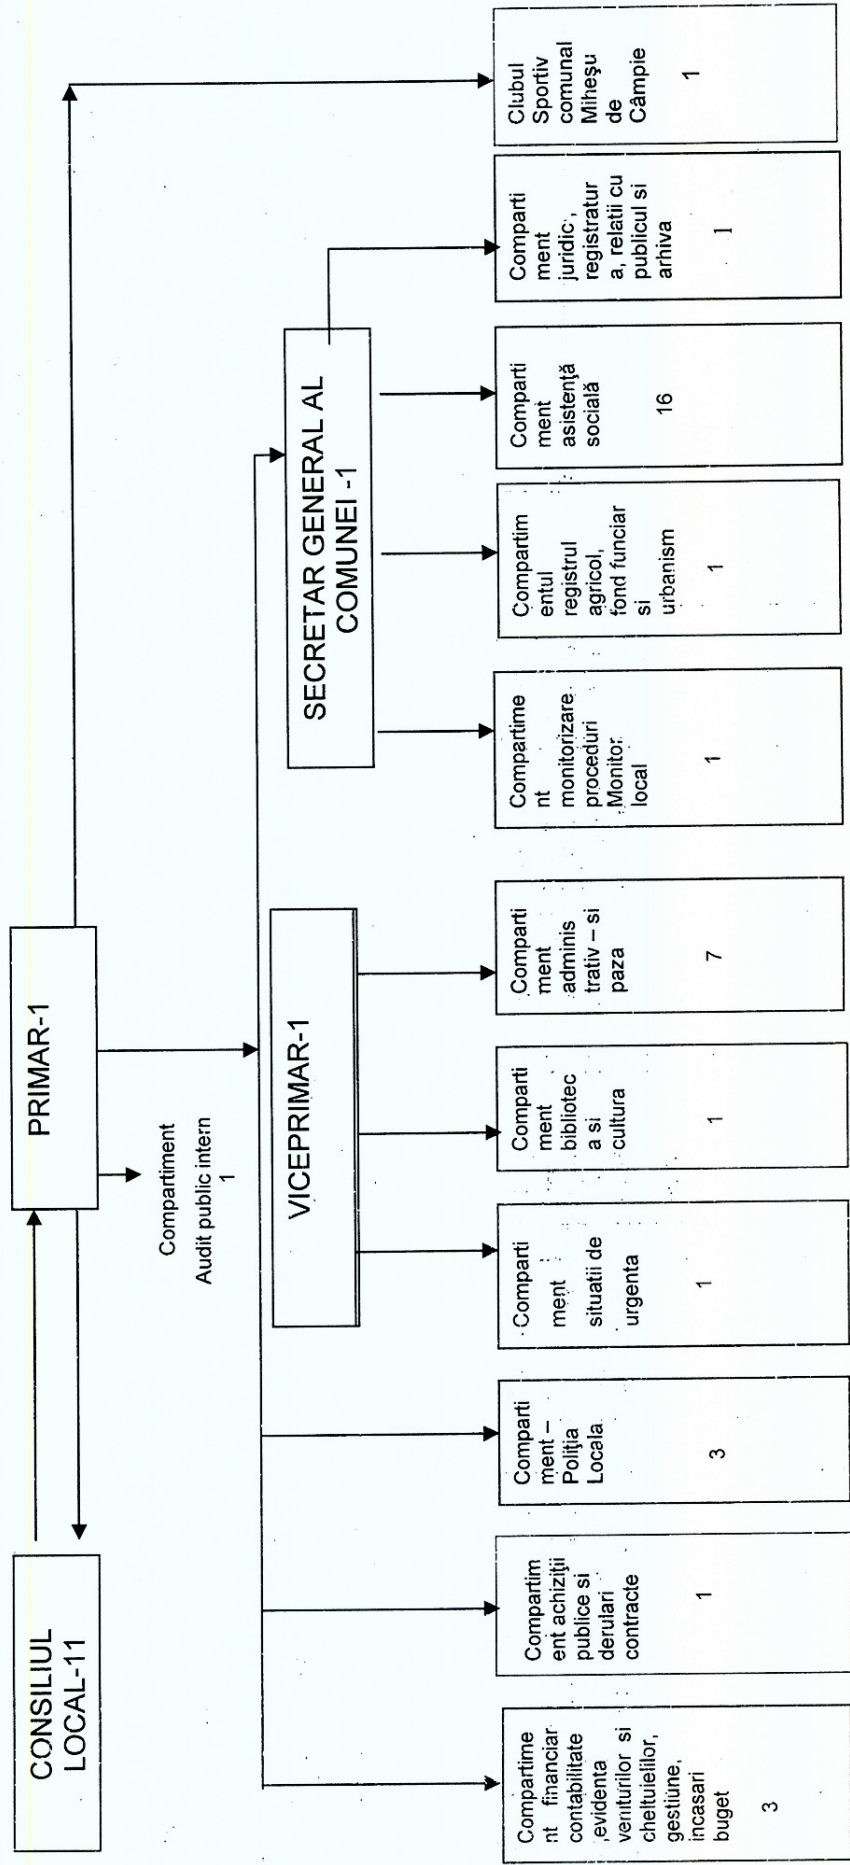 CONSILIUL
LOCAL-11
PRIMAR-1
Compartiment
Audit public intern
1
VICEPRIMAR-1
SECRETAR GENERAL AL
COMUNEI -1
Compartime
nt financiar
contabilitate
,evidenta
veniturilor si
cheltuielilor,
gestiune,
incasari
buget
3
Compartim
ent achiziţii
publice si
derulari
contracte
1
Comparti
ment –
Poliţia
Locala
3
Comparti
ment
situatii de
urgenta
1
Comparti
ment
bibliotec
a si
cultura
1
Comparti
ment
adminis
trativ – si
paza
7
Compartime
nt
monitorizare
proceduri
Monitor
local
1
Compartim
entul
registrul
agricol,
fond funciar
si
urbanism
1
Comparti
ment
asistenţă
socială
16
Comparti
ment
juridic,
registratur
a, relatii cu
publicul si
arhiva
1
Clubul
Sportiv
comunal
Miheşu
de
Câmpie
1